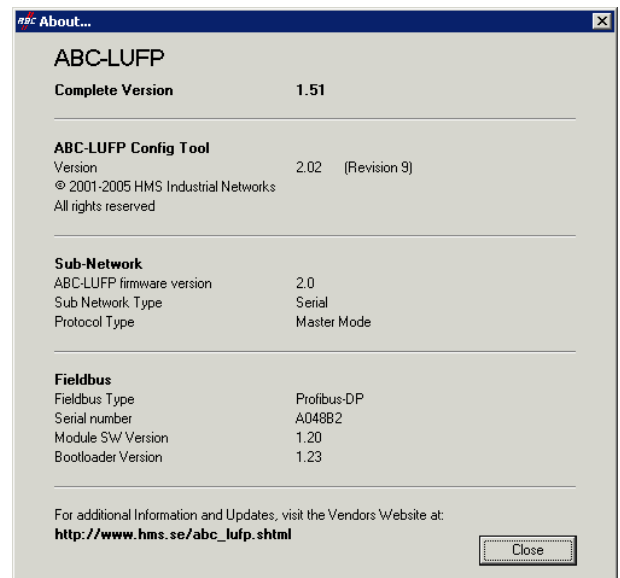 ABC About...
ABC-LUFP
Complete Version 1.51
ABC-LUFP Config Tool
Version 2.02 (Revision 9)
© 2001-2005 HMS Industrial Networks
All rights reserved
Sub-Network
ABC-LUFP firmware version 2.0
Sub Network Type Serial
Protocol Type Master Mode
Fieldbus
Fieldbus Type Profibus-DP
Serial number A048B2
Module SW Version 1.20
Bootloader Version 1.23
For additional Information and Updates, visit the Vendors Website at:
http://www.hms.se/abc_lufp.shtml
Close